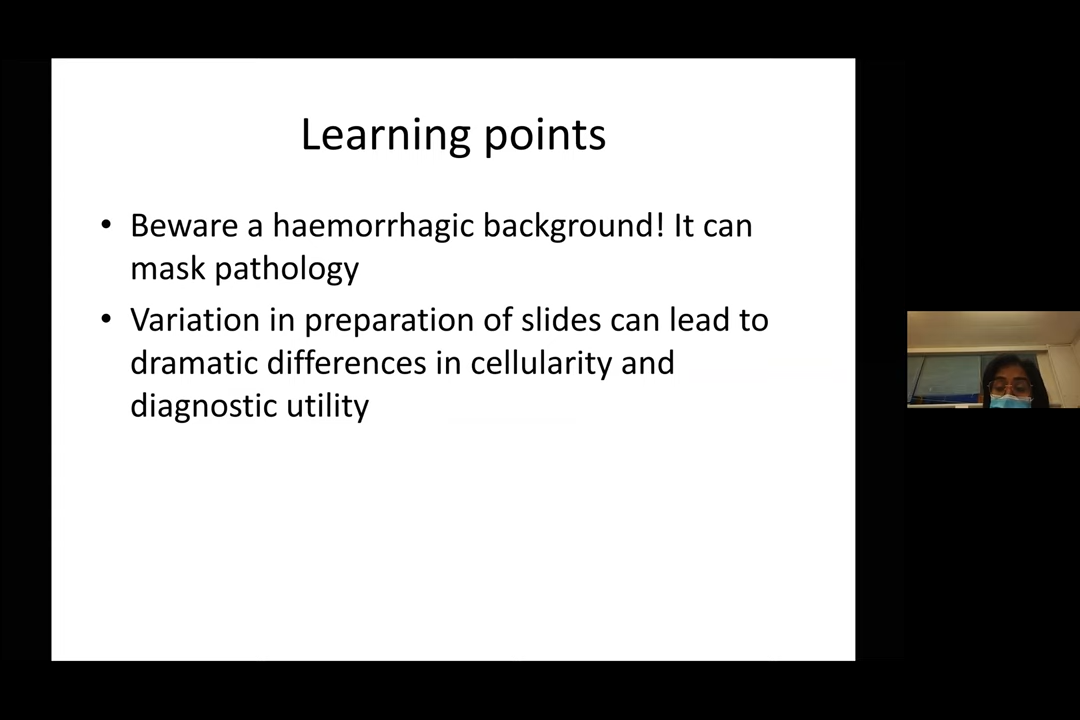 Learning points
• Beware a haemorrhagic background! It can
mask pathology
• Variation in preparation of slides can lead to
dramatic differences in cellularity and
diagnostic utility